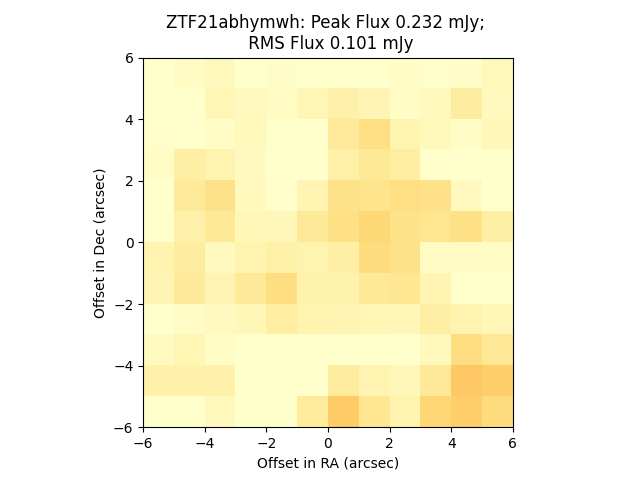 ZTF21abhymwh: Peak Flux 0.232 mJy;
RMS Flux 0.101 mJy
6
4
2
0
−2
−4
−6
Offset in Dec (arcsec)
−6 −4 −2 0 2 4 6
Offset in RA (arcsec)